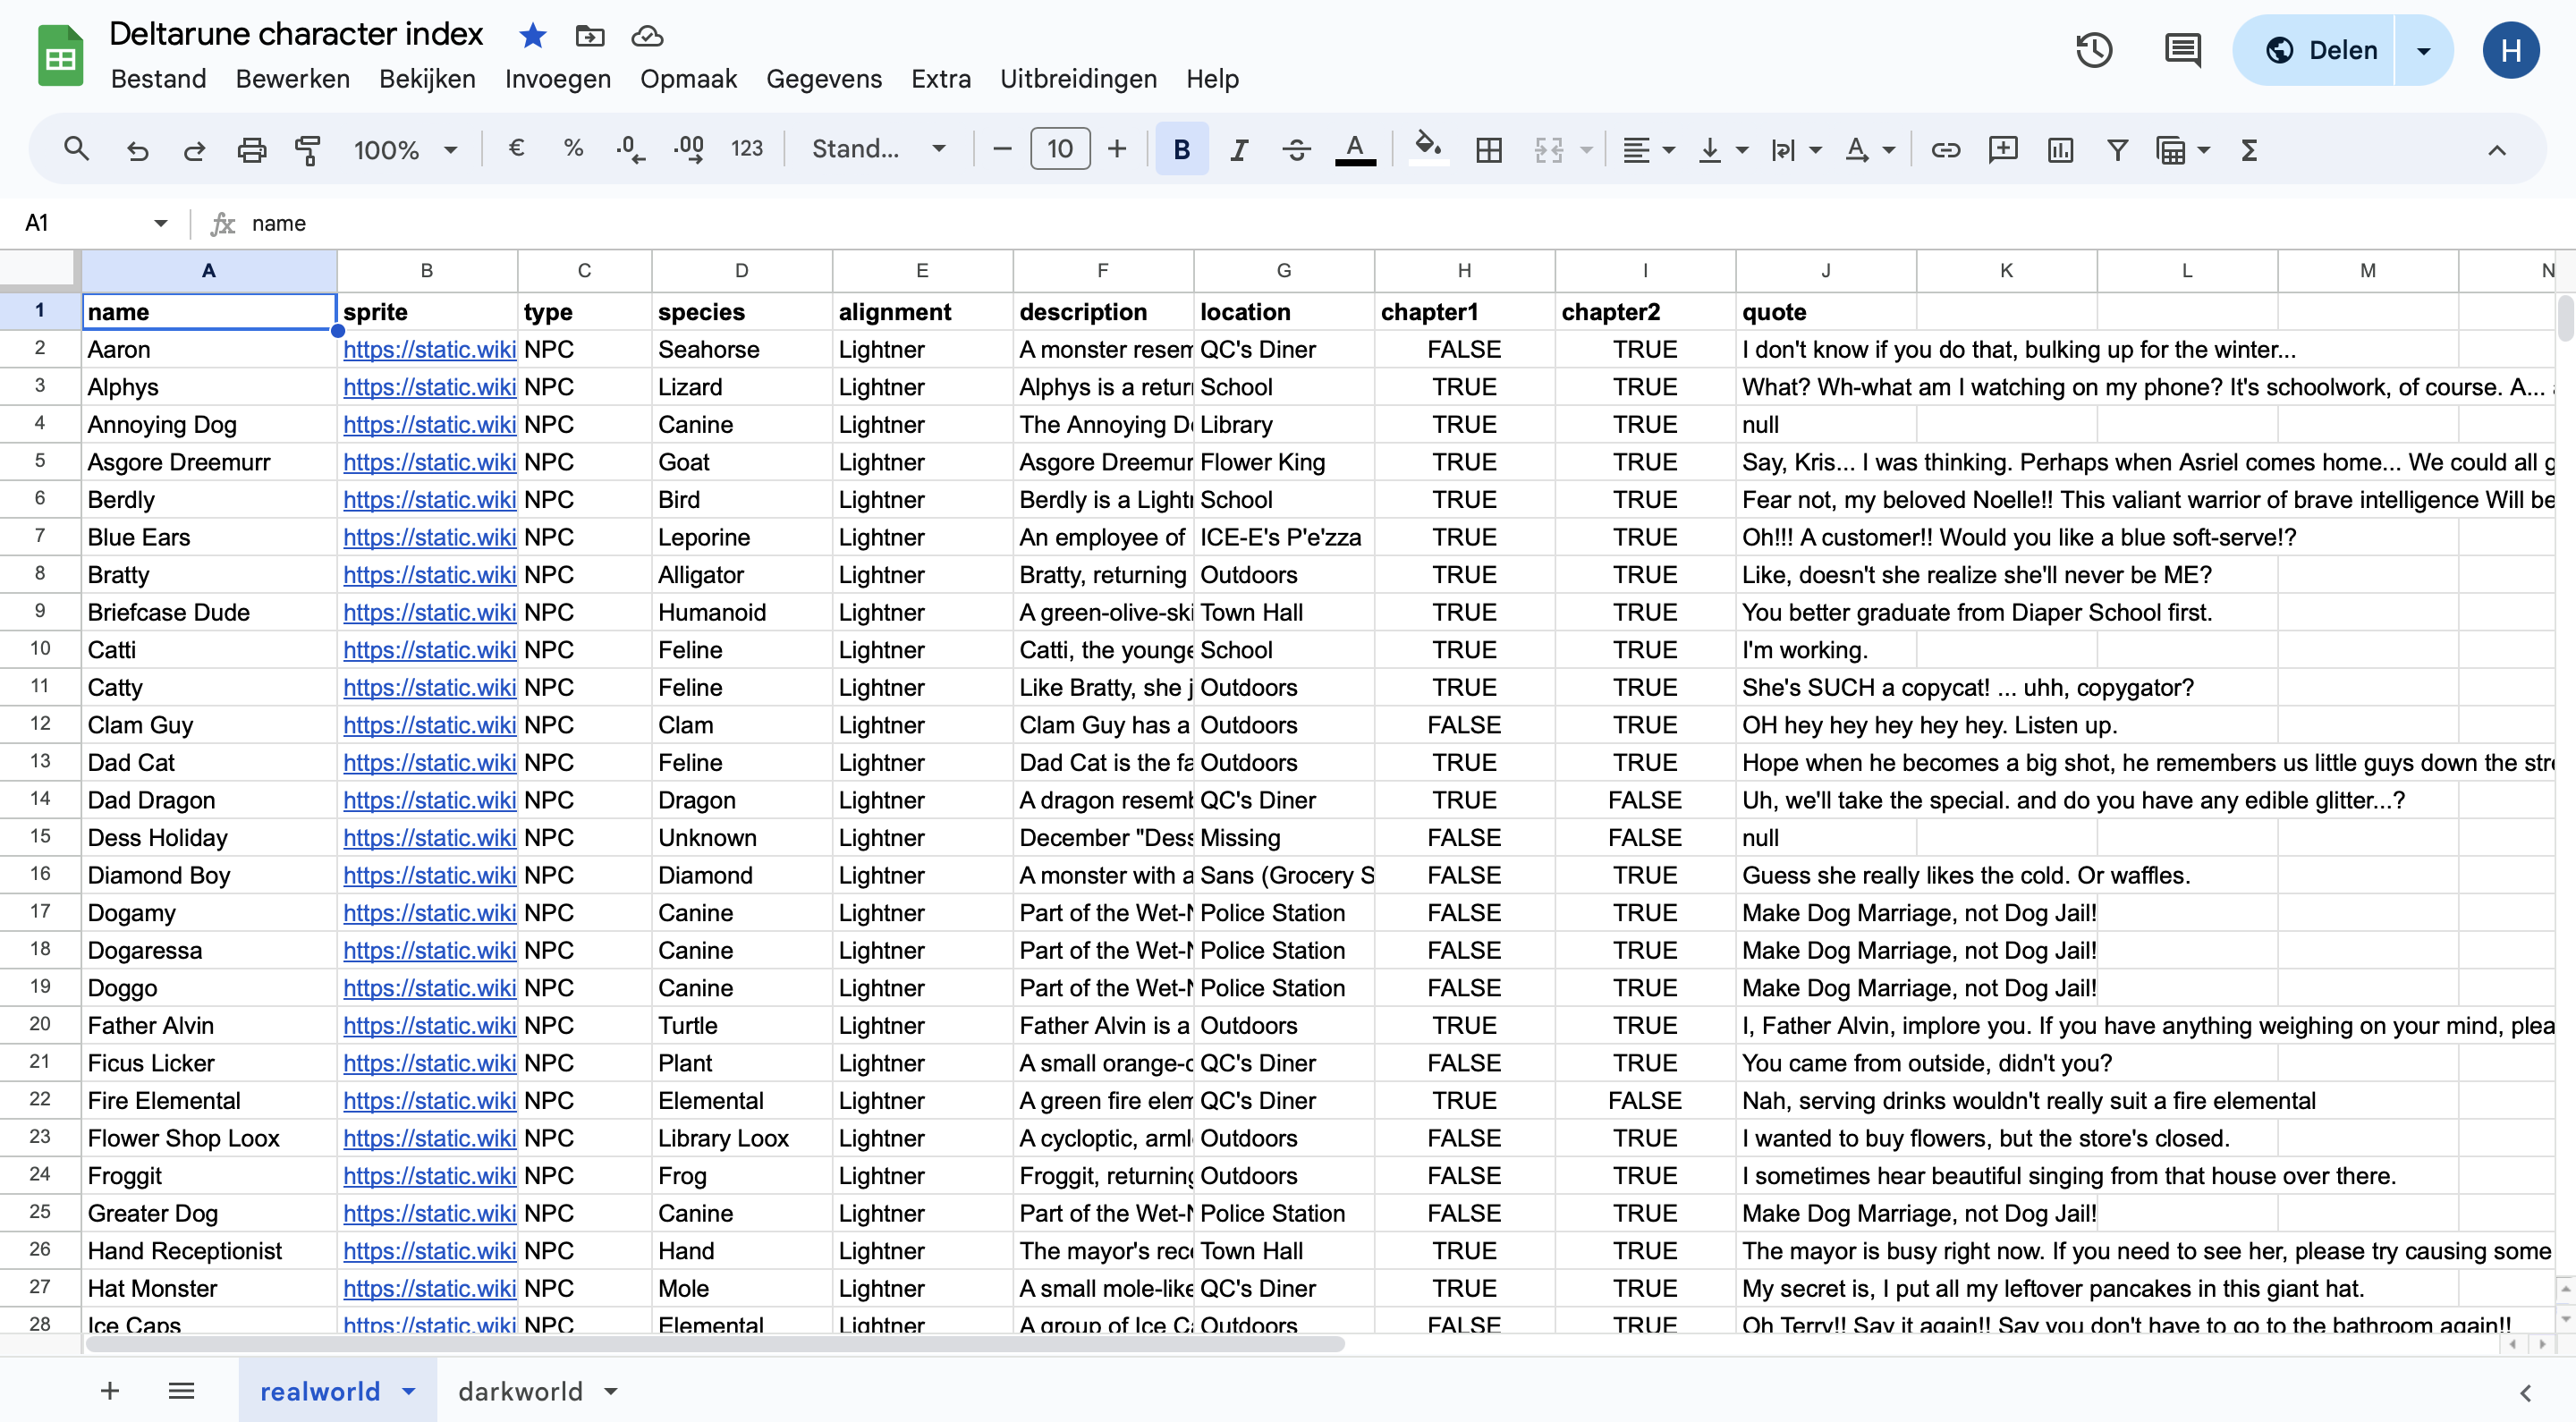 Deltarune character index
Bestand Bewerken Bekijken Invoegen Opmaak Gegevens Extra Uitbreidingen Help
Delen
H
100% € % .0 .00 123 Stand... 10 B I S A A Σ
A1 fx name
A B C D E F G H I J K L M N
1 name sprite type species alignment description location chapter1 chapter2 quote
2 Aaron https://static.wiki NPC Seahorse Lightner A monster resem QC's Diner FALSE TRUE I don't know if you do that, bulking up for the winter...
3 Alphys https://static.wiki NPC Lizard Lightner Alphys is a return School TRUE TRUE What? Wh-what am I watching on my phone? It's schoolwork, of course. A...
4 Annoying Dog https://static.wiki NPC Canine Lightner The Annoying Do Library TRUE TRUE null
5 Asgore Dreemurr https://static.wiki NPC Goat Lightner Asgore Dreemur Flower King TRUE TRUE Say, Kris... I was thinking. Perhaps when Asriel comes home... We could all g
6 Berdly https://static.wiki NPC Bird Lightner Berdly is a Lightn School TRUE TRUE Fear not, my beloved Noelle!! This valiant warrior of brave intelligence Will be
7 Blue Ears https://static.wiki NPC Leporine Lightner An employee of ICE-E's P'e'zza TRUE TRUE Oh!!! A customer!! Would you like a blue soft-serve!?
8 Bratty https://static.wiki NPC Alligator Lightner Bratty, returning Outdoors TRUE TRUE Like, doesn't she realize she'll never be ME?
9 Briefcase Dude https://static.wiki NPC Humanoid Lightner A green-olive-ski Town Hall TRUE TRUE You better graduate from Diaper School first.
10 Catti https://static.wiki NPC Feline Lightner Catti, the younge School TRUE TRUE I'm working.
11 Catty https://static.wiki NPC Feline Lightner Like Bratty, she j Outdoors TRUE TRUE She's SUCH a copycat! ... uhh, copygator?
12 Clam Guy https://static.wiki NPC Clam Lightner Clam Guy has a Outdoors FALSE TRUE OH hey hey hey hey hey. Listen up.
13 Dad Cat https://static.wiki NPC Feline Lightner Dad Cat is the fa Outdoors TRUE TRUE Hope when he becomes a big shot, he remembers us little guys down the stre
14 Dad Dragon https://static.wiki NPC Dragon Lightner A dragon resemb QC's Diner TRUE FALSE Uh, we'll take the special. and do you have any edible glitter...?
15 Dess Holiday https://static.wiki NPC Unknown Lightner December "Dess Missing FALSE FALSE null
16 Diamond Boy https://static.wiki NPC Diamond Lightner A monster with a Sans (Grocery S FALSE TRUE Guess she really likes the cold. Or waffles.
17 Dogamy https://static.wiki NPC Canine Lightner Part of the Wet-N Police Station FALSE TRUE Make Dog Marriage, not Dog Jail!
18 Dogaressa https://static.wiki NPC Canine Lightner Part of the Wet-N Police Station FALSE TRUE Make Dog Marriage, not Dog Jail!
19 Doggo https://static.wiki NPC Canine Lightner Part of the Wet-N Police Station FALSE TRUE Make Dog Marriage, not Dog Jail!
20 Father Alvin https://static.wiki NPC Turtle Lightner Father Alvin is a Outdoors TRUE TRUE I, Father Alvin, implore you. If you have anything weighing on your mind, plea
21 Ficus Licker https://static.wiki NPC Plant Lightner A small orange-c QC's Diner FALSE TRUE You came from outside, didn't you?
22 Fire Elemental https://static.wiki NPC Elemental Lightner A green fire elem QC's Diner TRUE FALSE Nah, serving drinks wouldn't really suit a fire elemental
23 Flower Shop Loox https://static.wiki NPC Library Loox Lightner A cycloptic, arml Outdoors FALSE TRUE I wanted to buy flowers, but the store's closed.
24 Froggit https://static.wiki NPC Frog Lightner Froggit, returning Outdoors FALSE TRUE I sometimes hear beautiful singing from that house over there.
25 Greater Dog https://static.wiki NPC Canine Lightner Part of the Wet-N Police Station FALSE TRUE Make Dog Marriage, not Dog Jail!
26 Hand Receptionist https://static.wiki NPC Hand Lightner The mayor's rec Town Hall TRUE TRUE The mayor is busy right now. If you need to see her, please try causing some
27 Hat Monster https://static.wiki NPC Mole Lightner A small mole-like QC's Diner TRUE TRUE My secret is, I put all my leftover pancakes in this giant hat.
28 Ice Caps https://static.wiki NPC Elemental Lightner A group of Ice Ca Outdoors FALSE TRUE Oh Terry!! Say it again!! Say you don't have to go to the bathroom again!!
realworld darkworld